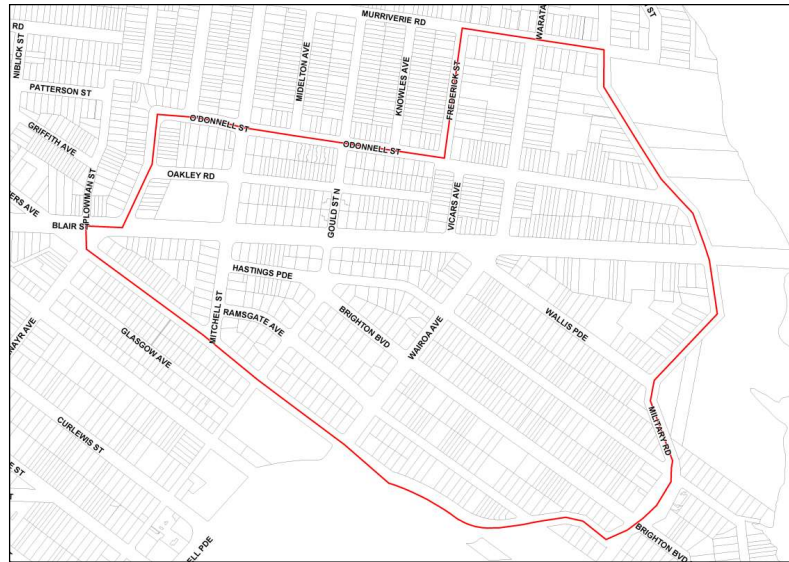 MURRIVERIE RD
WARATA
ST
RD
NIBLICK ST
MIDELTON AVE
KNOWLES AVE
FREDERICK ST
PATTERSON ST
O'DONNELL ST
ODONNELL ST
GRIFFITH AVE
PLOWMAN ST
OAKLEY RD
GOULD ST N
VICARS AVE
ERS AVE
BLAIR ST
HASTINGS PDE
MITCHELL ST
RAMSGATE AVE
BRIGHTON BVD
WAIROA AVE
WALLIS PDE
NAYR AVE
GLASGOW AVE
CURLEWIS ST
MILITARY RD
E ST
T
ELL PDE
BRIGHTON BVD